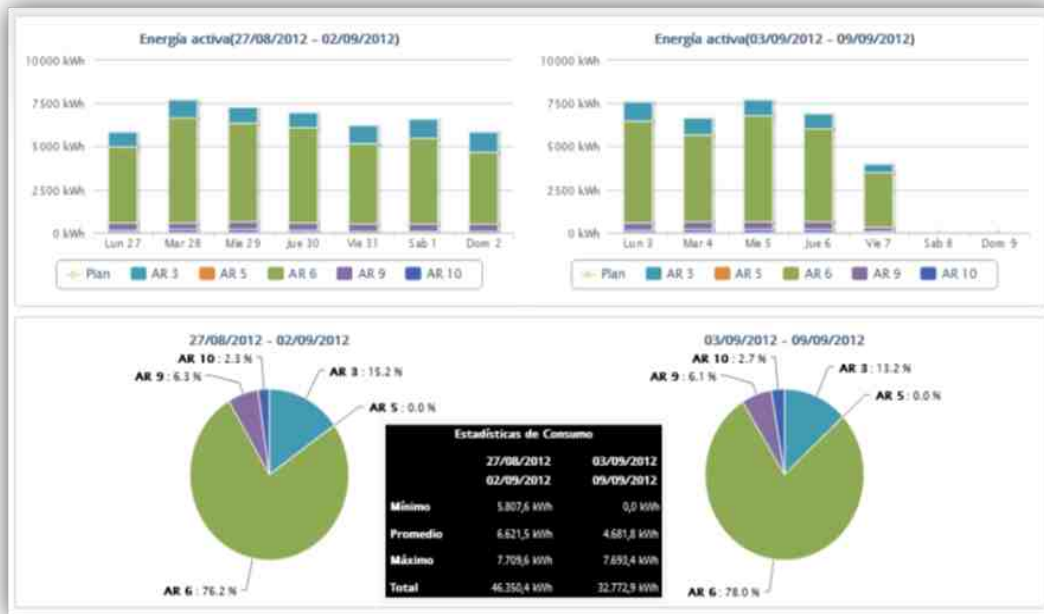 Energía activa(27/08/2012 - 02/09/2012)
10000 kWh
7500 kWh
5000 kWh
2500 kWh
0 kWh
Lun 27 Mar 28 Mie 29 Jue 30 Vie 31 Sab 1 Dom 2
Plan AR 3 AR 5 AR 6 AR 9 AR 10
Energía activa(03/09/2012 - 09/09/2012)
10000 kWh
7500 kWh
5000 kWh
2500 kWh
0 kWh
Lun 3 Mar 4 Mie 5 Jue 6 Vie 7 Sab 8 Dom 9
Plan AR 3 AR 5 AR 6 AR 9 AR 10
27/08/2012 - 02/09/2012
AR 10 : 2.3 %
AR 9 : 6.3 %
AR 3 : 15.2 %
AR 5 : 0.0 %
AR 6 : 76.2 %
Estadísticas de Consumo
27/08/2012 03/09/2012
02/09/2012 09/09/2012
Mínimo 5.807,6 kWh 0,0 kWh
Promedio 6.621,5 kWh 4.681,8 kWh
Máximo 7.709,6 kWh 7.693,4 kWh
Total 46.350,4 kWh 32.772,9 kWh
03/09/2012 - 09/09/2012
AR 10 : 2.7 %
AR 9 : 6.1 %
AR 3 : 13.2 %
AR 5 : 0.0 %
AR 6 : 78.0 %